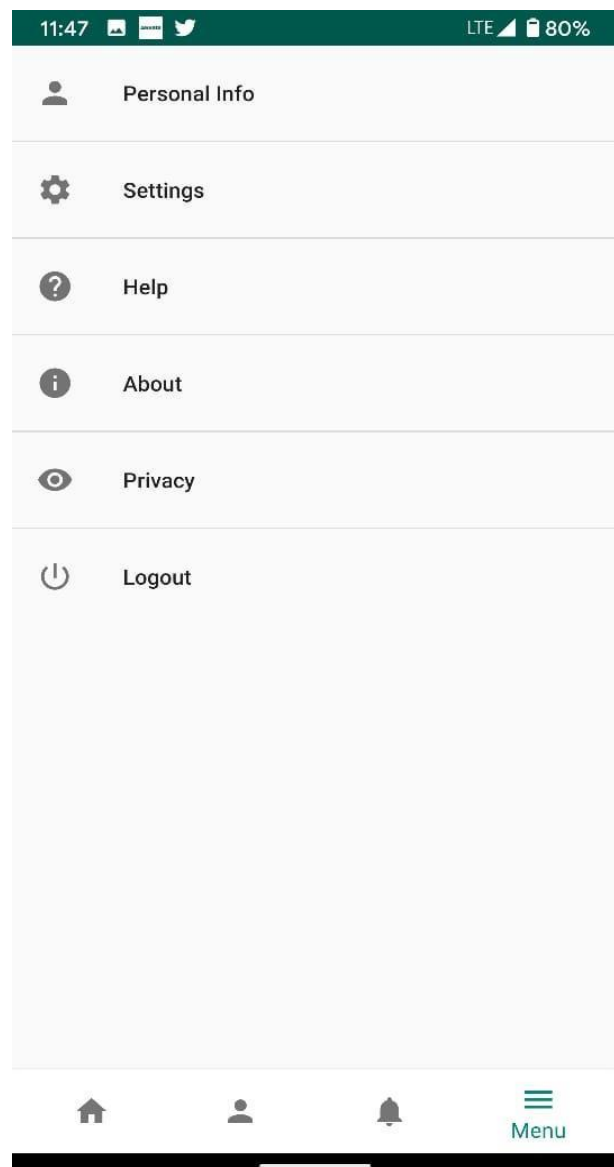 11:47 LTE 80%
Personal Info
Settings
Help
About
Privacy
Logout
Menu